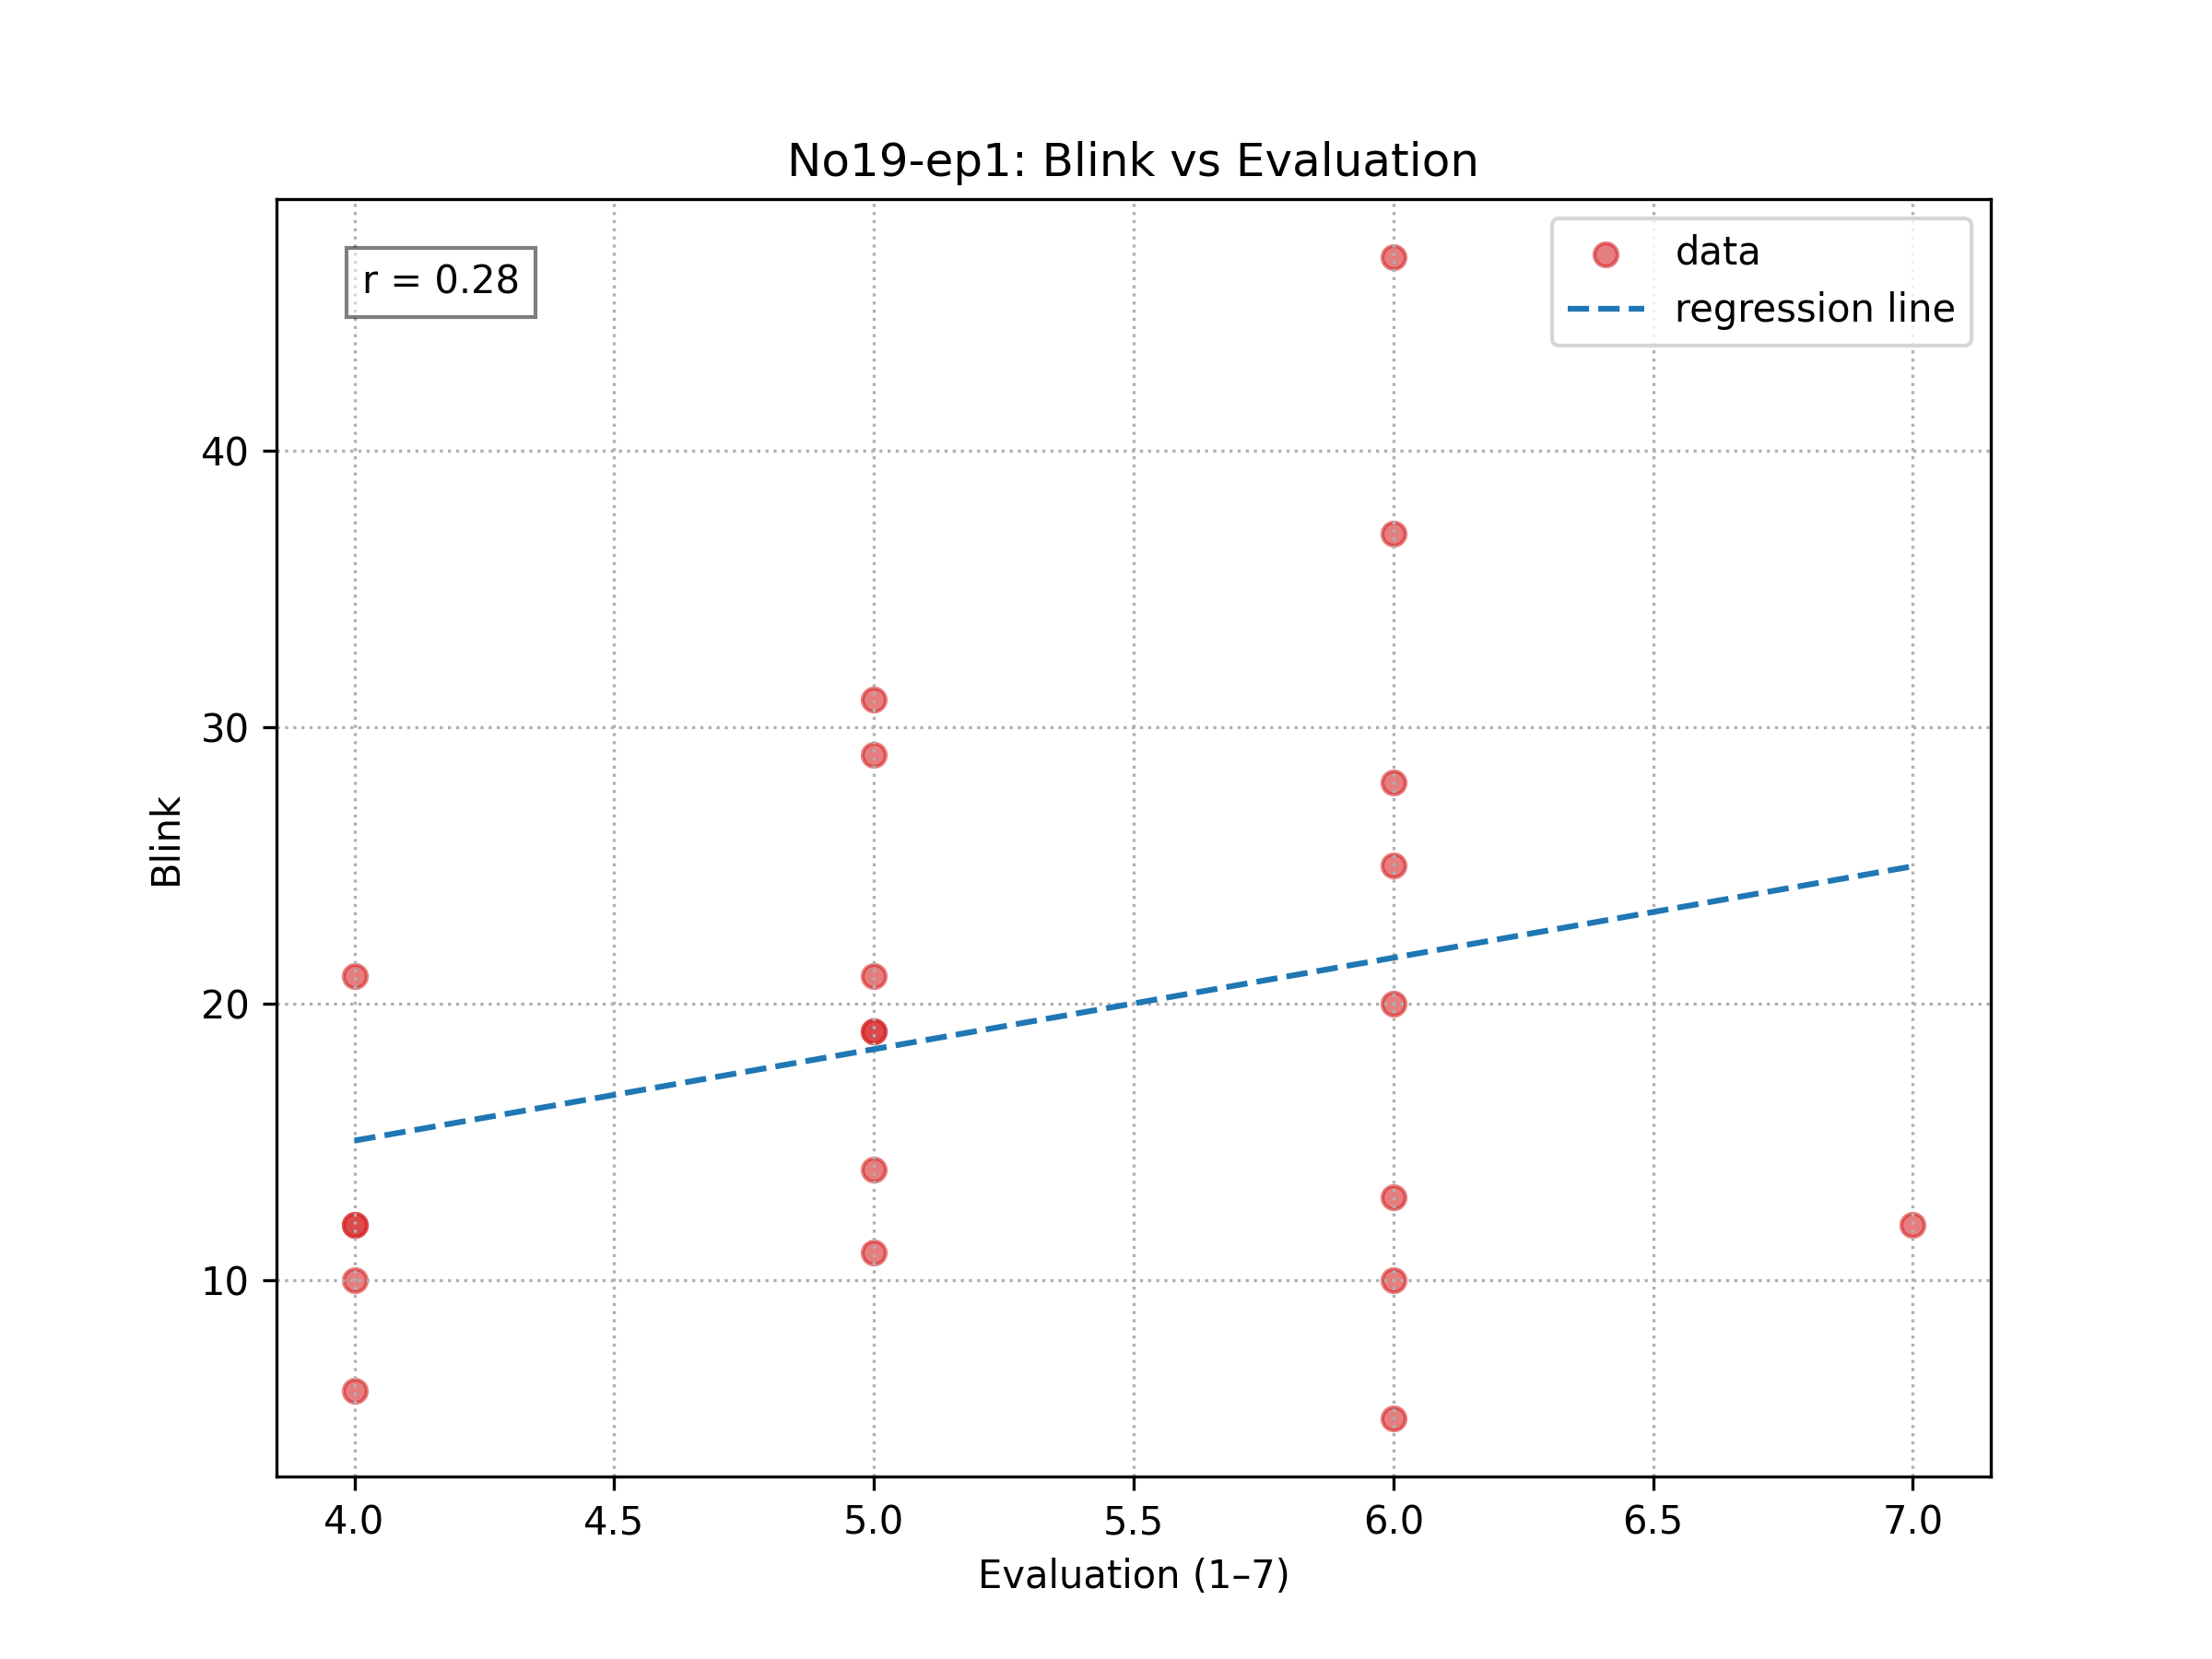 No19-ep1: Blink vs Evaluation
r = 0.28
data
regression line
40
30
20
10
Blink
4.0 4.5 5.0 5.5 6.0 6.5 7.0
Evaluation (1–7)